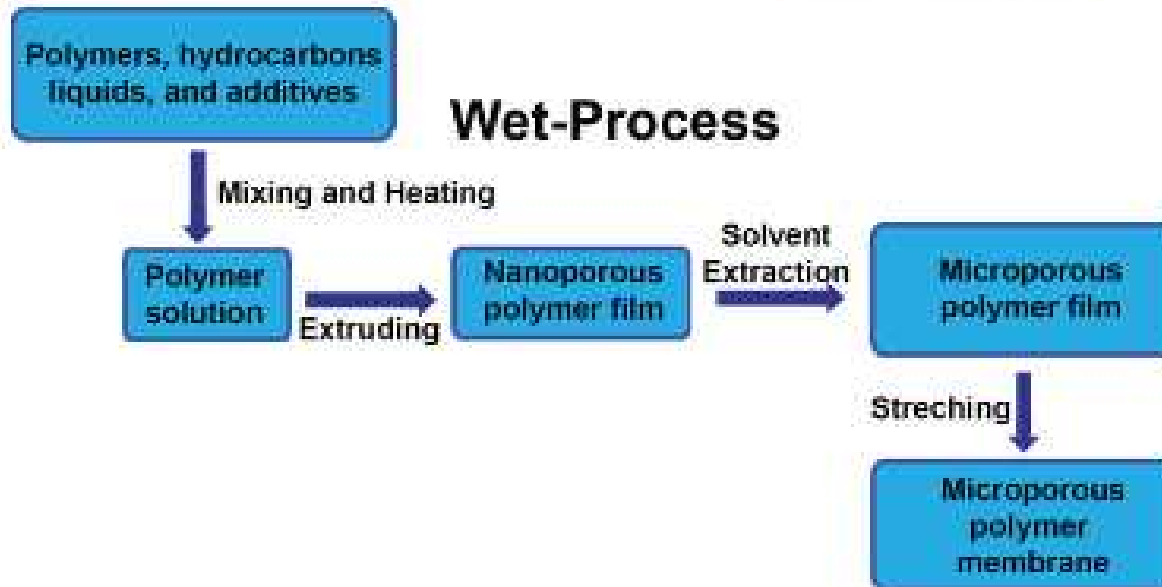 Polymers, hydrocarbons
liquids, and additives
Wet-Process
Mixing and Heating
Polymer
solution
Extruding
Nanoporous
polymer film
Solvent
Extraction
Microporous
polymer film
Streching
Microporous
polymer
membrane